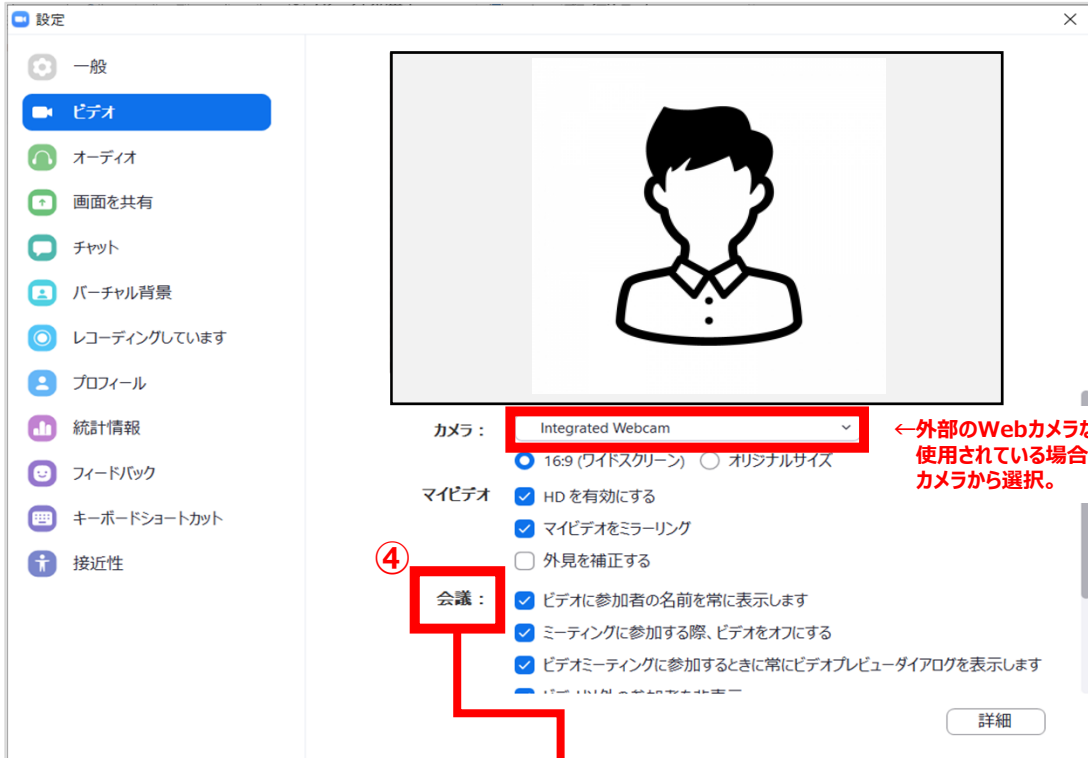 設定
一般
ビデオ
オーディオ
画面を共有
チャット
バーチャル背景
レコーディングしています
プロフィール
統計情報
フィードバック
キーボードショートカット
接近性
カメラ： Integrated Webcam
←外部のWebカメラな
使用されている場合
カメラから選択。
16:9 (ワイドスクリーン) オリジナルサイズ
マイビデオ HD を有効にする
マイビデオをミラーリング
外見を補正する
④
会議： ビデオに参加者の名前を常に表示します
ミーティングに参加する際、ビデオをオフにする
ビデオミーティングに参加するときに常にビデオプレビューダイアログを表示します
詳細